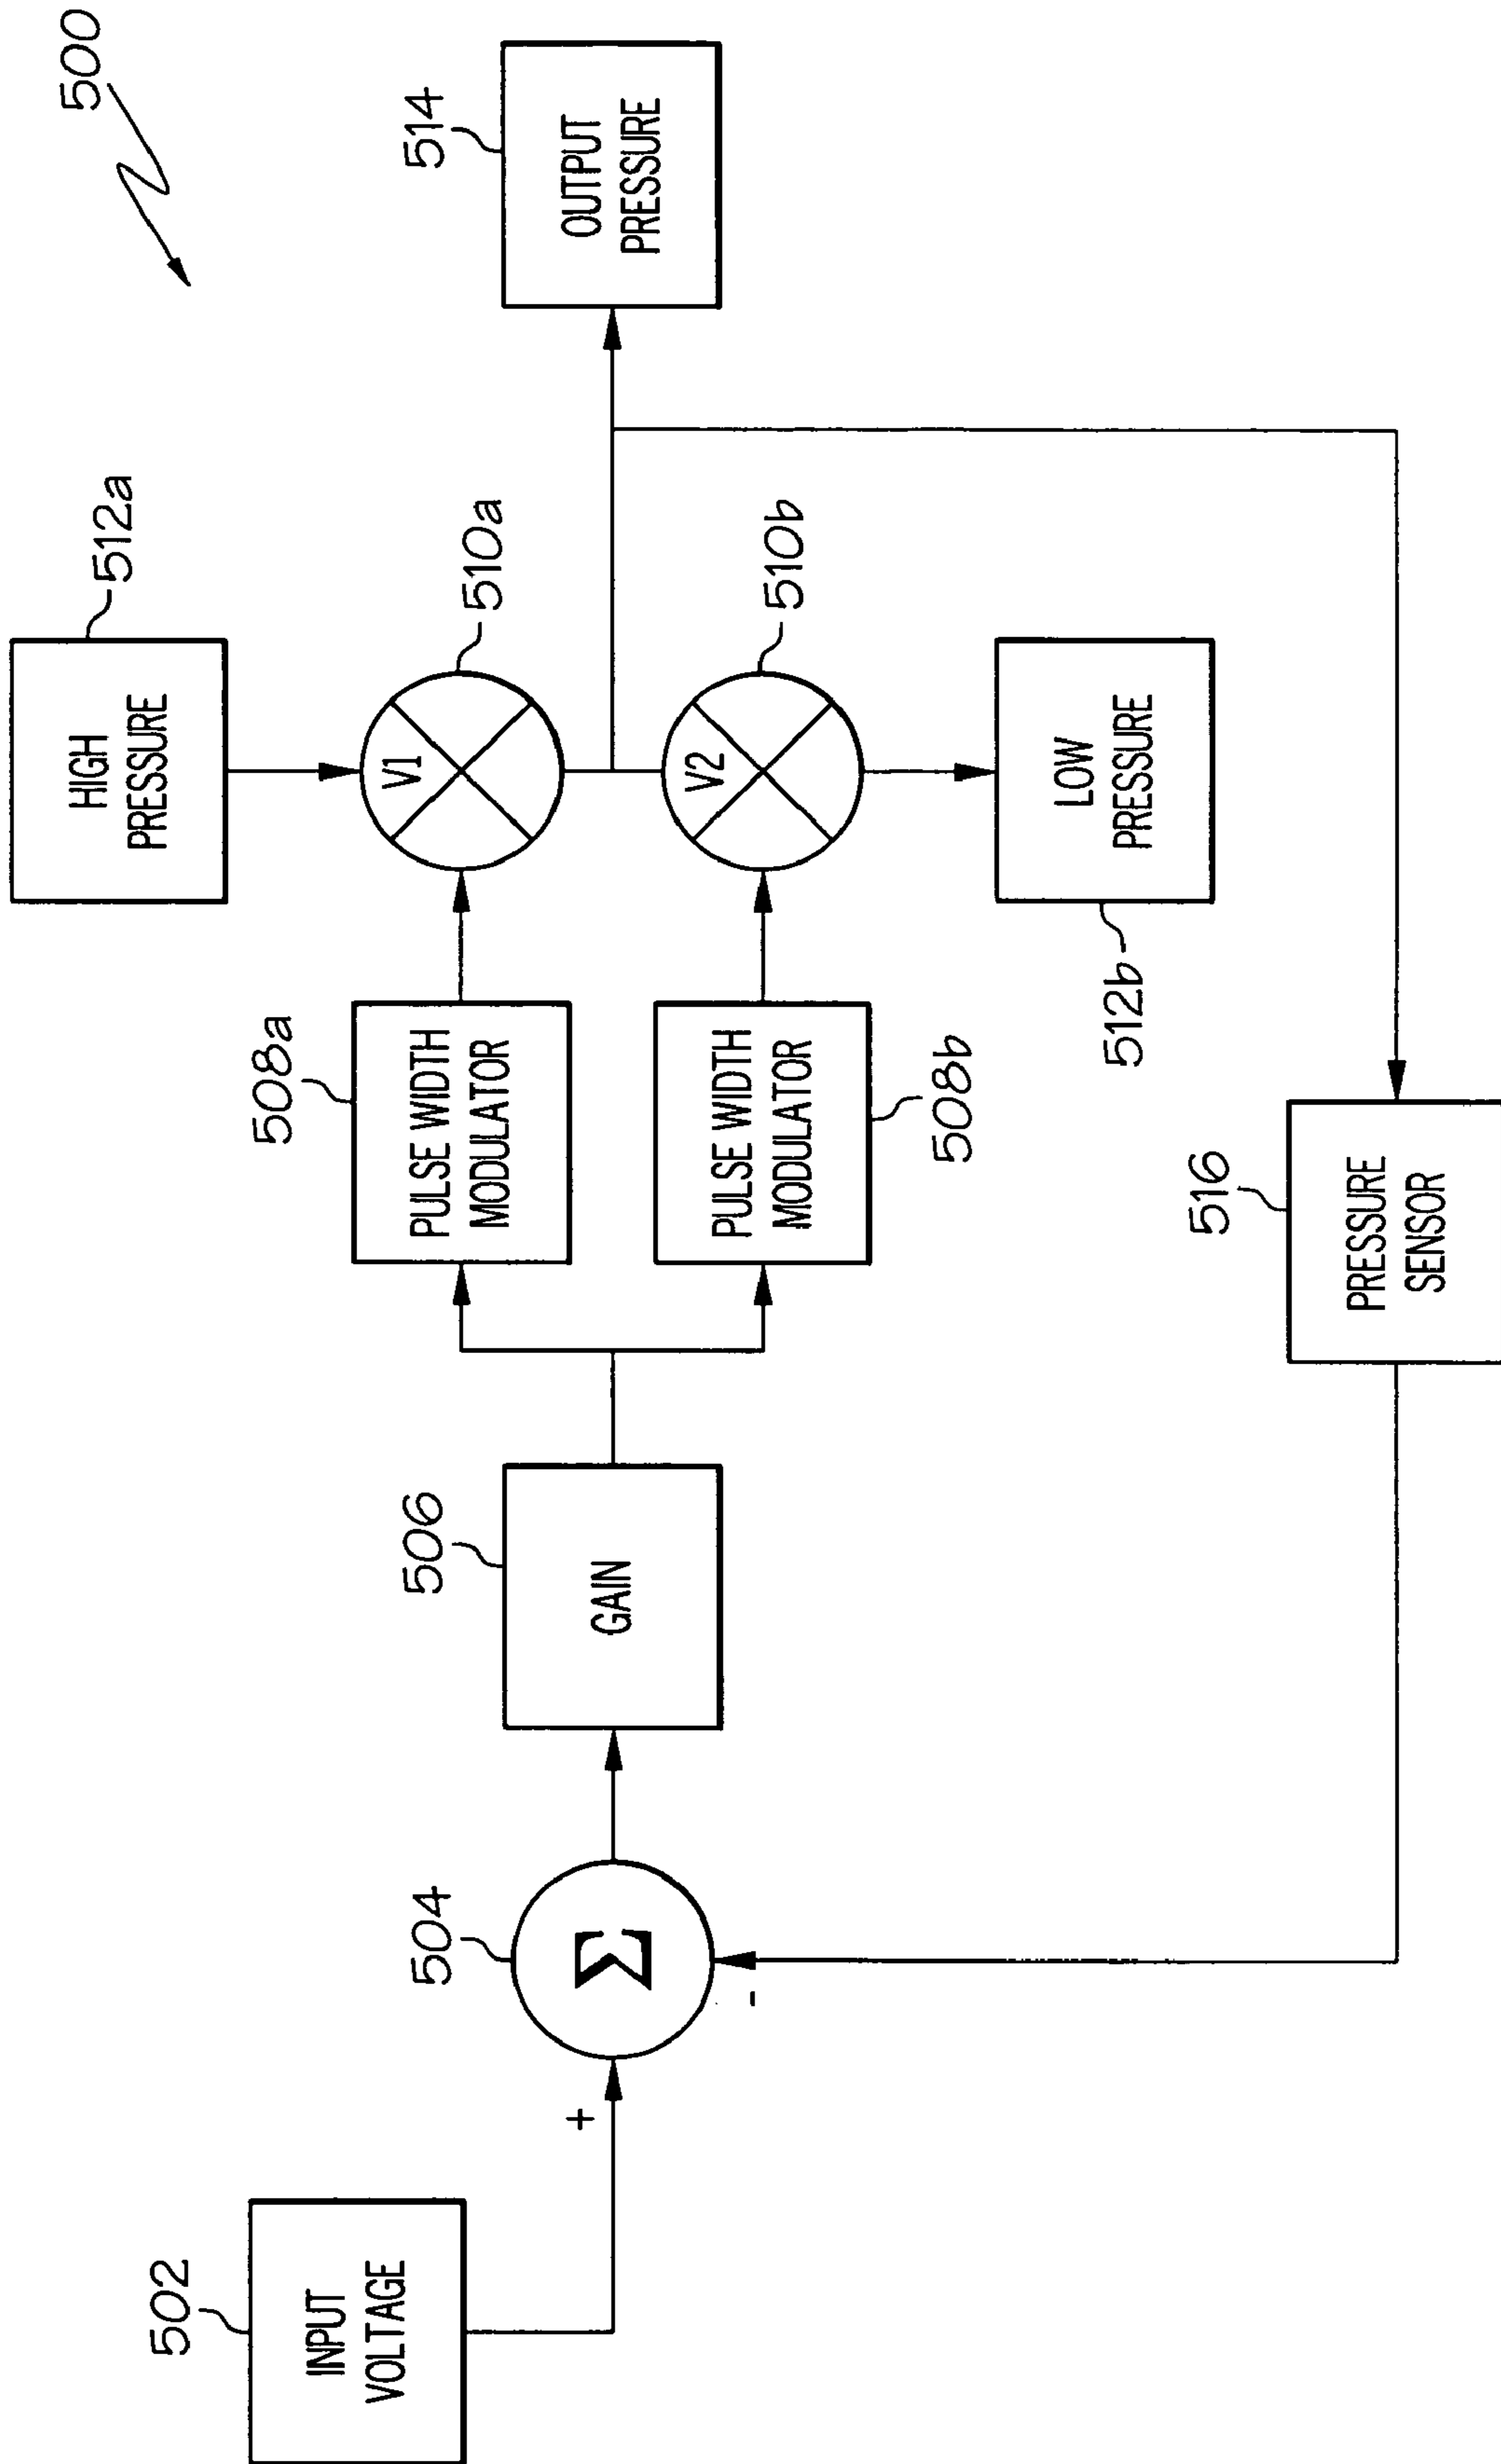 500
512a
HIGH
PRESSURE
508a
PULSE WIDTH
MODULATOR
V1
510a
514
OUTPUT
PRESSURE
502
INPUT
VOLTAGE
+
504
Σ
-
506
GAIN
PULSE WIDTH
MODULATOR
508b
V2
510b
LOW
PRESSURE
512b
516
PRESSURE
SENSOR